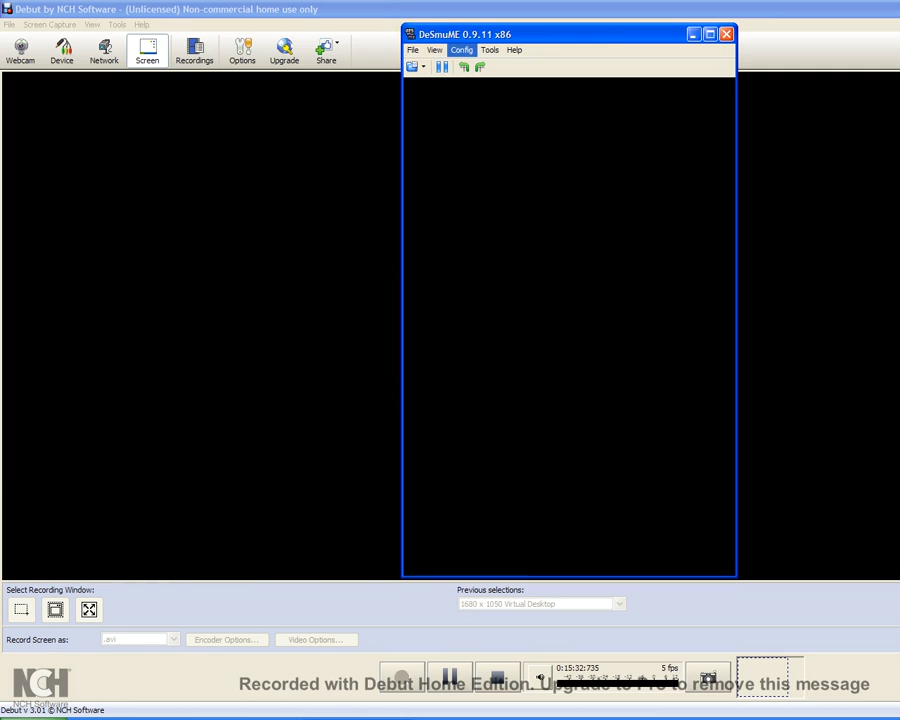 Debut by NCH Software - (Unlicensed) Non-commercial home use only
File Screen Capture View Tools Help
Webcam Device Network Screen Recordings Options Upgrade Share
DeSmuME 0.9.11 x86
File View Config Tools Help
Select Recording Window:
Previous selections:
1680 x 1050 Virtual Desktop
Record Screen as: .avi Encoder Options... Video Options...
0:15:32:735 5 fps
NCH
NCH Software
Recorded with Debut Home Edition. Upgrade to Pro to remove this message
Debut v 3.01 © NCH Software